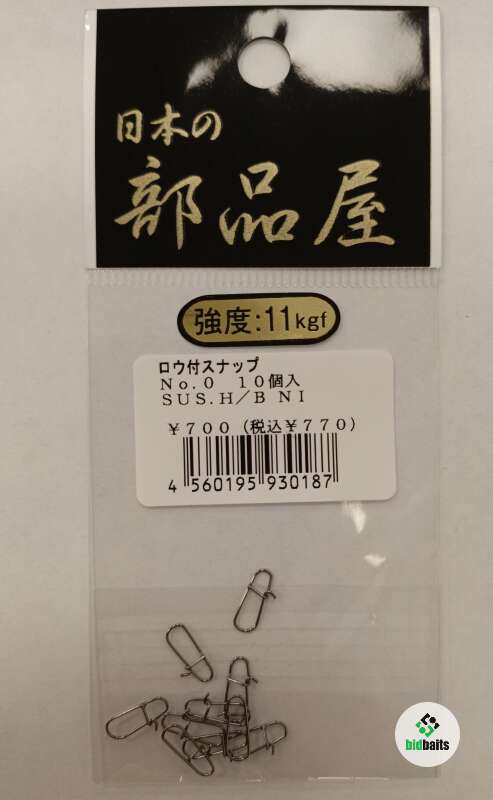 日本の
部品屋
強度:11kgf
ロウ付スナップ
No.0 10個入
SUS.H/B NI
¥700(税込¥770)
4 560195 930187
bidbaits